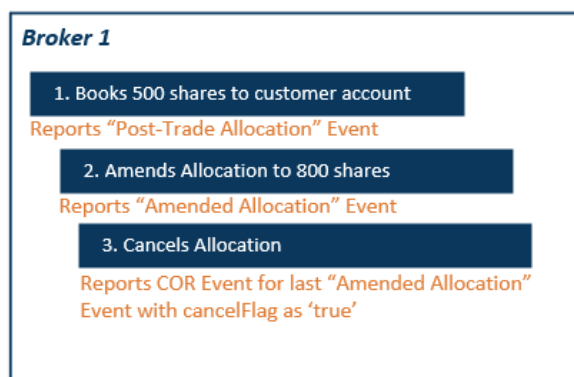 Broker 1
1. Books 500 shares to customer account
Reports “Post-Trade Allocation” Event
2. Amends Allocation to 800 shares
Reports “Amended Allocation” Event
3. Cancels Allocation
Reports COR Event for last “Amended Allocation”
Event with cancelFlag as ‘true’